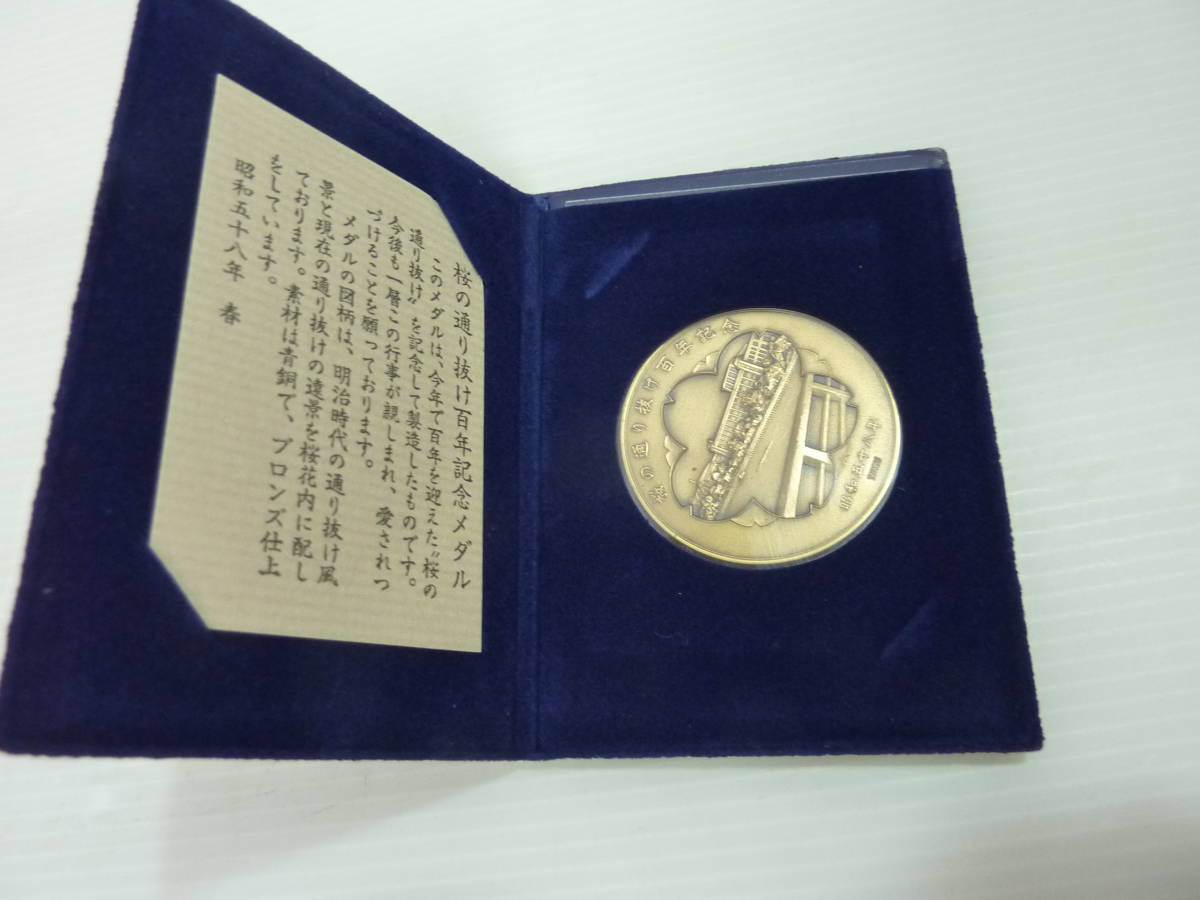 桜の通り抜け百年記念メダル
このメダルは、今年で百年を迎えた〝桜の
通り抜け〟を記念して製造したものです。
今後も一層この行事が親しまれ、愛されつ
づけることを願っております。
メダルの図柄は、明治時代の通り抜け風
景と現在の通り抜けの遠景を桜花内に配し
ております。素材は青銅で、ブロンズ仕上
をしています。
昭和五十八年 春
桜の通り抜け百年記念
昭和五十八年